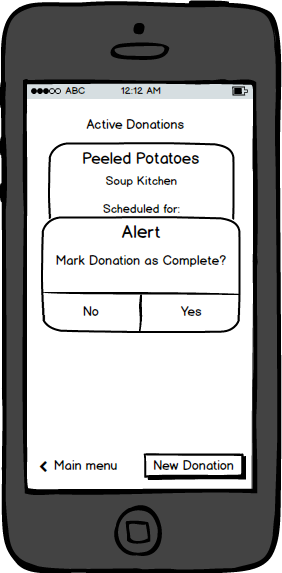 ABC 12:12 AM
Active Donations
Peeled Potatoes
Soup Kitchen
Scheduled for:
Alert
Mark Donation as Complete?
No Yes
Main menu New Donation